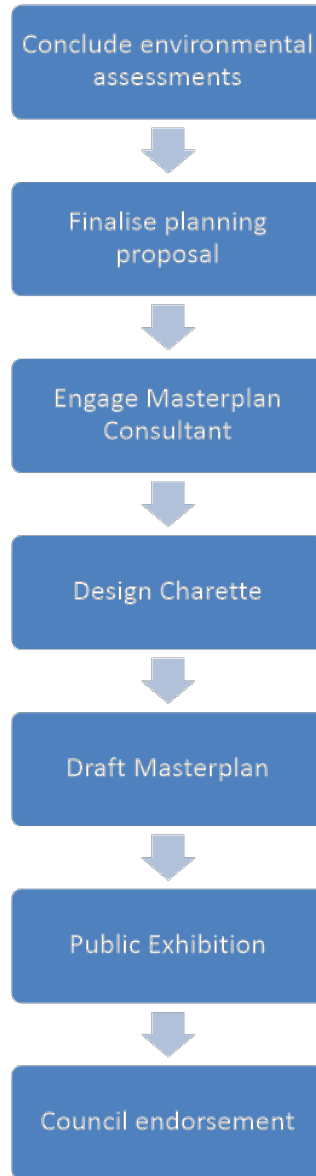 Conclude environmental
assessments
Finalise planning
proposal
Engage Masterplan
Consultant
Design Charette
Draft Masterplan
Public Exhibition
Council endorsement